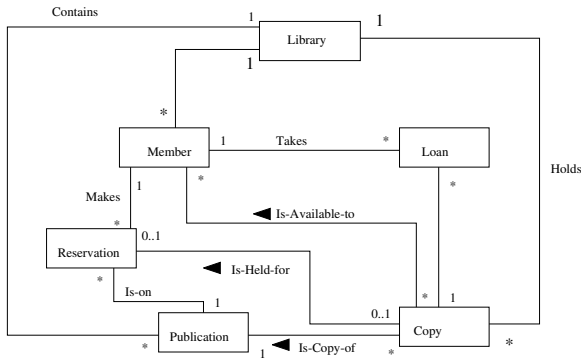 Contains
1
1
Library
1
*
Member
1
Takes
*
Loan
Holds
Makes
1
*
*
*
Is-Available-to
0..1
Reservation
Is-Held-for
*
Is-on
1
0..1
*
1
Publication
Copy
*
1
Is-Copy-of
*
*